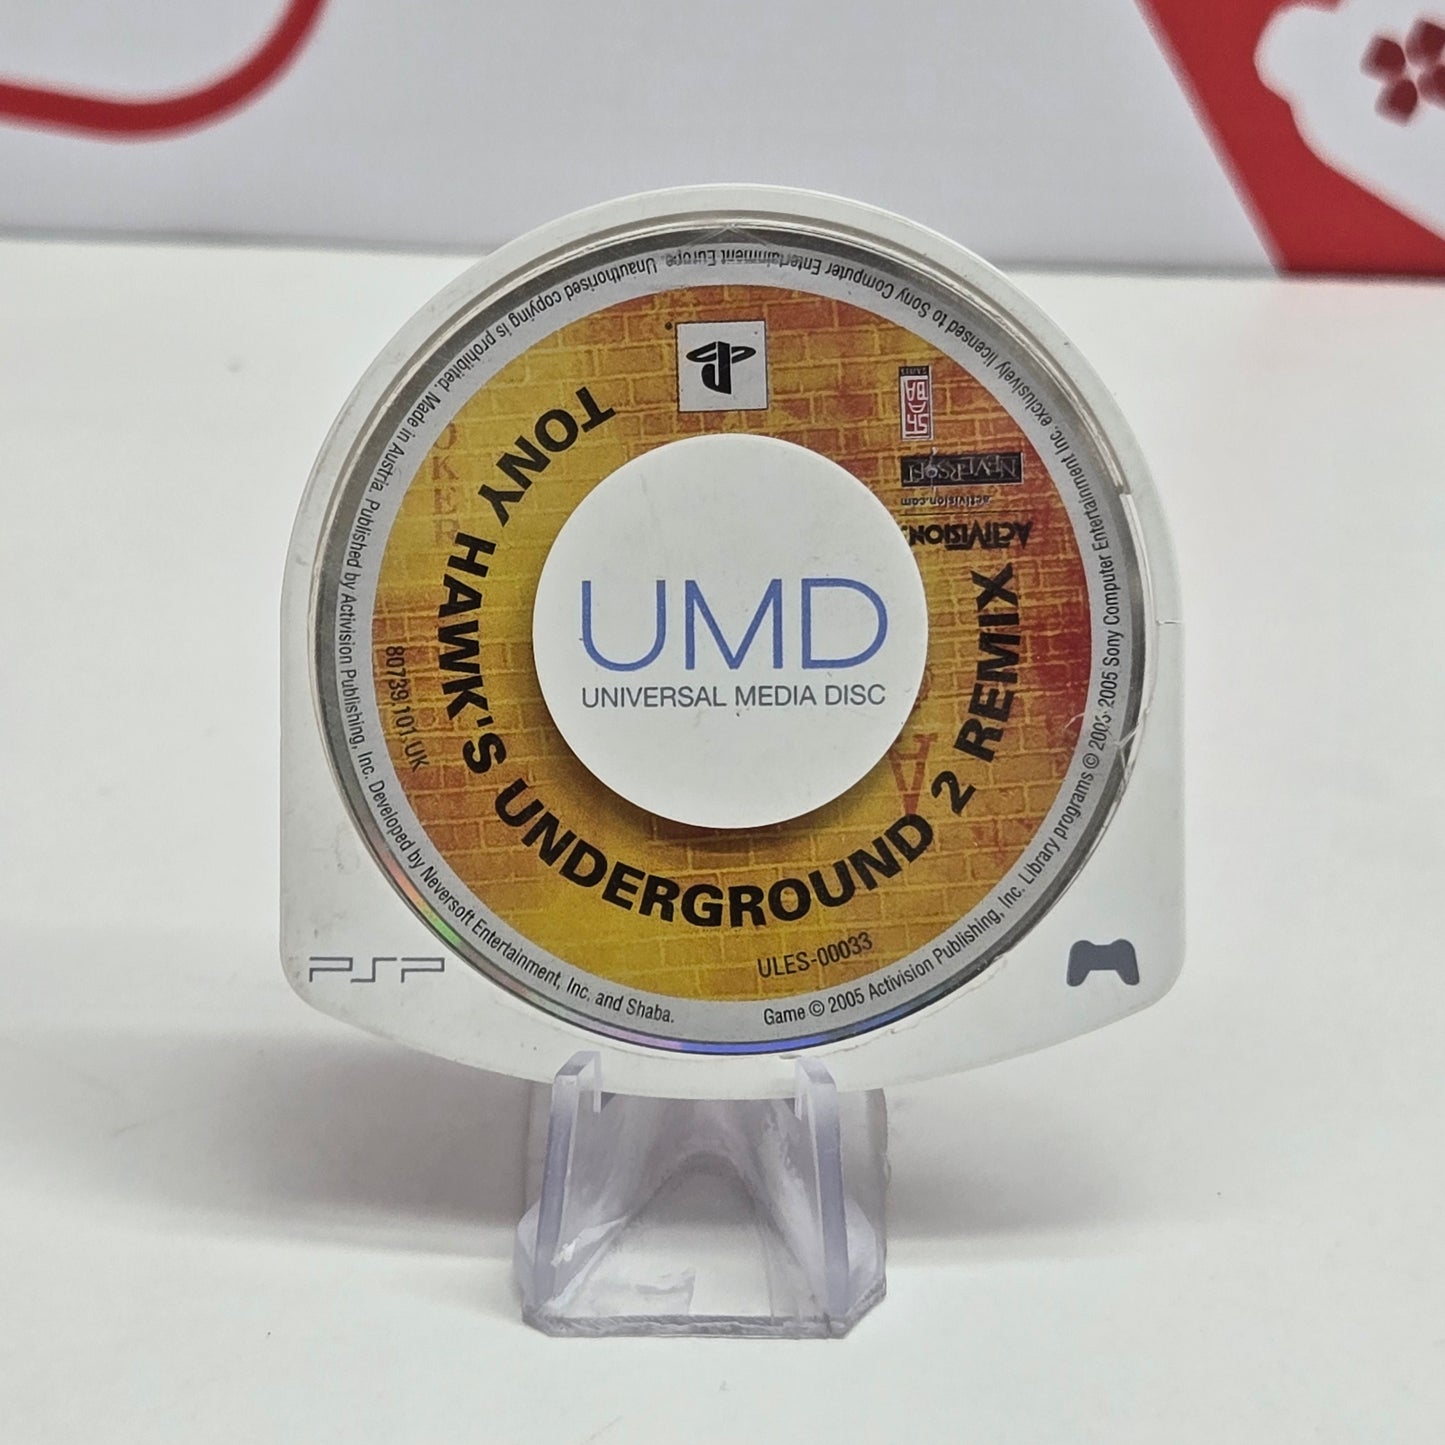 Unauthorised copying is prohibited. Made in Austria. Published by Activision Publishing, Inc. Developed by Neversoft Entertainment, Inc. and Shaba.
Game © 2005 Activision Publishing, Inc. Library programs © 2005 Sony Computer Entertainment Inc. exclusively licensed to Sony Computer Entertainment Europe.
TONY HAWK'S UNDERGROUND 2 REMIX
SHABA
GAMES
NEVERSOFT
activision.com
ACTIVISION.
80739.101.UK
UMD
UNIVERSAL MEDIA DISC
ULES-00033
PSP